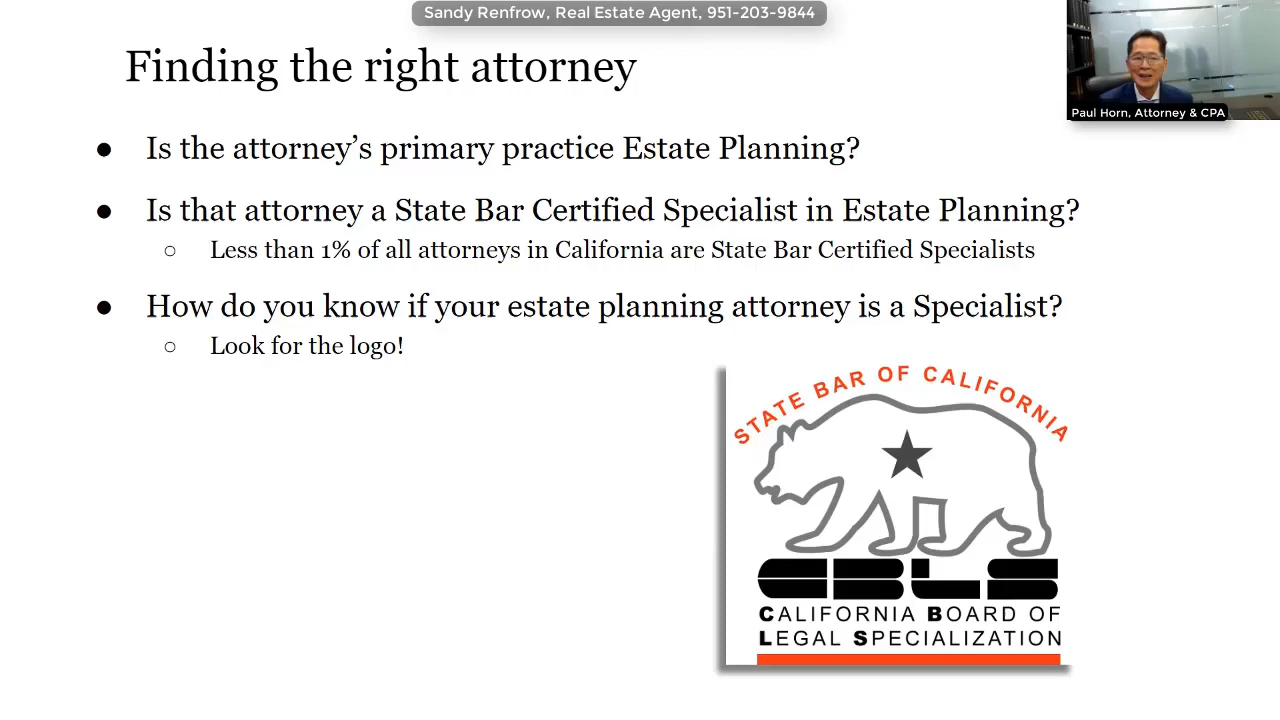 Sandy Renfrow, Real Estate Agent, 951-203-9844
Finding the right attorney
Paul Horn, Attorney & CPA
● Is the attorney’s primary practice Estate Planning?
● Is that attorney a State Bar Certified Specialist in Estate Planning?
○ Less than 1% of all attorneys in California are State Bar Certified Specialists
● How do you know if your estate planning attorney is a Specialist?
○ Look for the logo!
STATE BAR OF CALIFORNIA
CBLS
CALIFORNIA BOARD OF
LEGAL SPECIALIZATION